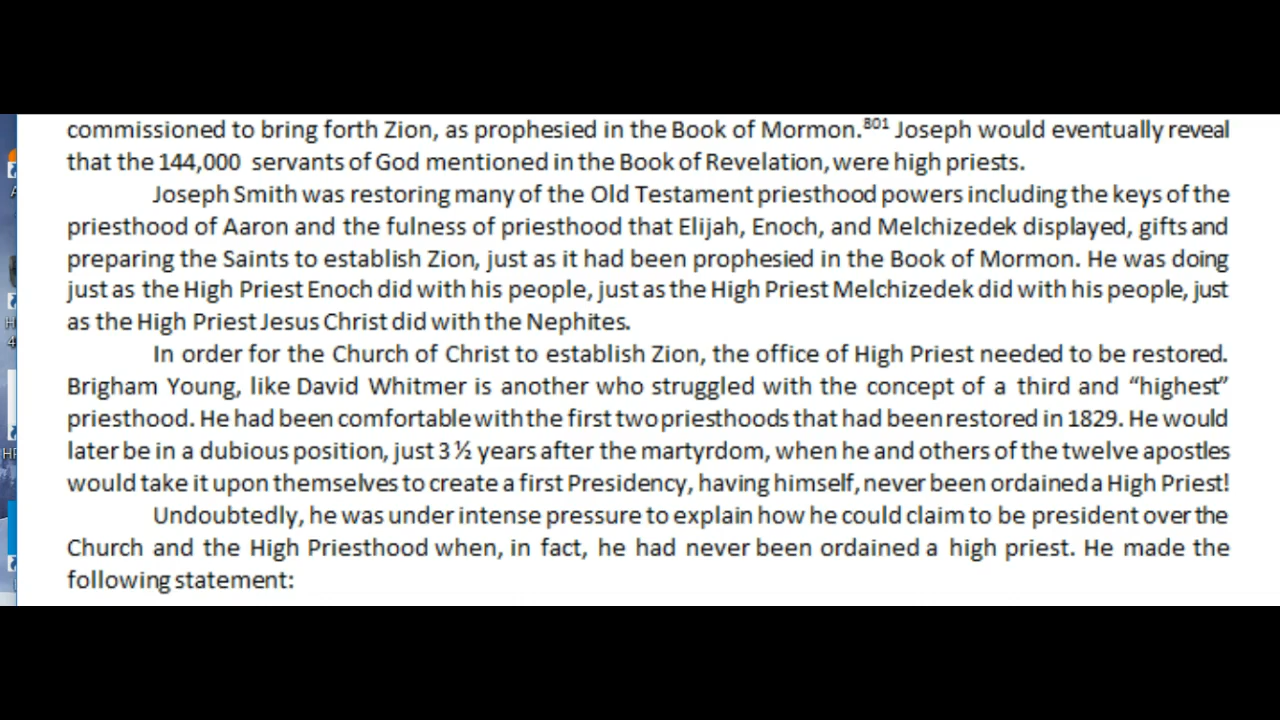 commissioned to bring forth Zion, as prophesied in the Book of Mormon.801 Joseph would eventually reveal
that the 144,000 servants of God mentioned in the Book of Revelation, were high priests.
Joseph Smith was restoring many of the Old Testament priesthood powers including the keys of the
priesthood of Aaron and the fulness of priesthood that Elijah, Enoch, and Melchizedek displayed, gifts and
preparing the Saints to establish Zion, just as it had been prophesied in the Book of Mormon. He was doing
just as the High Priest Enoch did with his people, just as the High Priest Melchizedek did with his people, just
as the High Priest Jesus Christ did with the Nephites.
In order for the Church of Christ to establish Zion, the office of High Priest needed to be restored.
Brigham Young, like David Whitmer is another who struggled with the concept of a third and “highest”
priesthood. He had been comfortable with the first two priesthoods that had been restored in 1829. He would
later be in a dubious position, just 3 ½ years after the martyrdom, when he and others of the twelve apostles
would take it upon themselves to create a first Presidency, having himself, never been ordained a High Priest!
Undoubtedly, he was under intense pressure to explain how he could claim to be president over the
Church and the High Priesthood when, in fact, he had never been ordained a high priest. He made the
following statement: